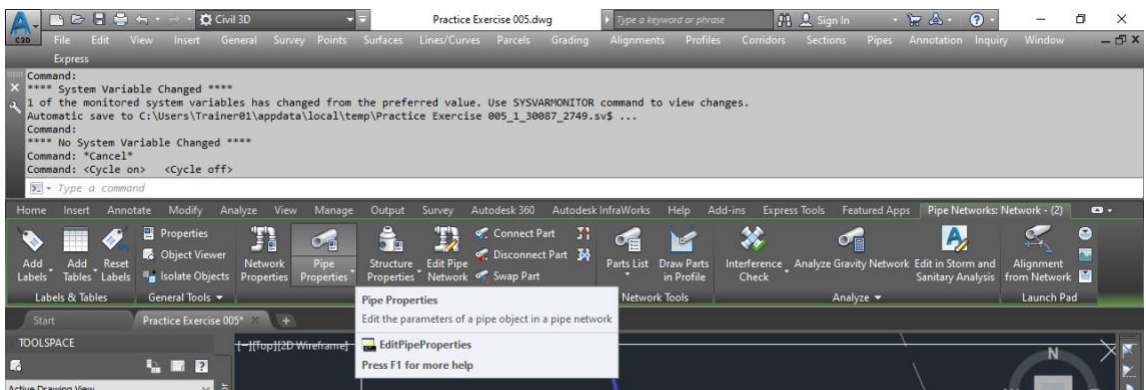 Civil 3D
Practice Exercise 005.dwg
Type a keyword or phrase
Sign In
C3D
File Edit View Insert General Survey Points Surfaces Lines/Curves Parcels Grading Alignments Profiles Corridors Sections Pipes Annotation Inquiry Window
Express
Command:
**** System Variable Changed ****
1 of the monitored system variables has changed from the preferred value. Use SYSVARMONITOR command to view changes.
Automatic save to C:\Users\Trainer01\appdata\local\temp\Practice Exercise 005_1_30087_2749.sv$ ...
Command:
**** No System Variable Changed ****
Command: *Cancel*
Command: <Cycle on> <Cycle off>
Type a command
Home Insert Annotate Modify Analyze View Manage Output Survey Autodesk 360 Autodesk InfraWorks Help Add-ins Express Tools Featured Apps Pipe Networks: Network - (2)
Add Labels
Add Tables
Reset Labels
Properties
Object Viewer
Isolate Objects
Network Properties
Pipe Properties
Structure Properties
Edit Pipe Network
Connect Part
Disconnect Part
Swap Part
Parts List
Draw Parts in Profile
Interference Check
Analyze Gravity Network
Edit in Storm and Sanitary Analysis
Alignment from Network
Labels & Tables
General Tools
Network Tools
Analyze
Launch Pad
Pipe Properties
Edit the parameters of a pipe object in a pipe network
EditPipeProperties
Press F1 for more help
Start
Practice Exercise 005*
TOOLSPACE
[−][Top][2D Wireframe]
N
Active Drawing View